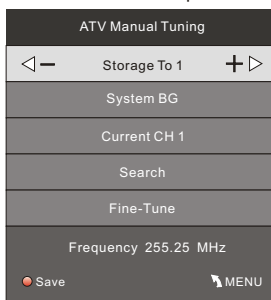 ATV Manual Tuning
Storage To 1
System BG
Current CH 1
Search
Fine-Tune
Frequency 255.25 MHz
Save MENU